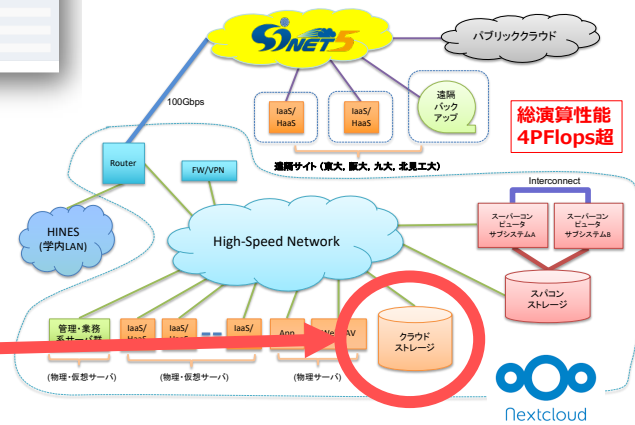 SINET5
パブリッククラウド
100Gbps
IaaS/
HaaS
IaaS/
HaaS
遠隔
バック
アップ
総演算性能
4PFlops超
遠隔サイト (東大, 阪大, 九大, 北見工大)
Router
FW/VPN
Interconnect
HINES
(学内LAN)
High-Speed Network
スーパーコン
ピュータ
サブシステムA
スーパーコン
ピュータ
サブシステムB
スパコン
ストレージ
管理・業務
系サーバ群
IaaS/
HaaS
IaaS/
HaaS
IaaS/
App
クラウド
ストレージ
(物理・仮想サーバ)
(物理・仮想サーバ)
(物理サーバ)
Nextcloud